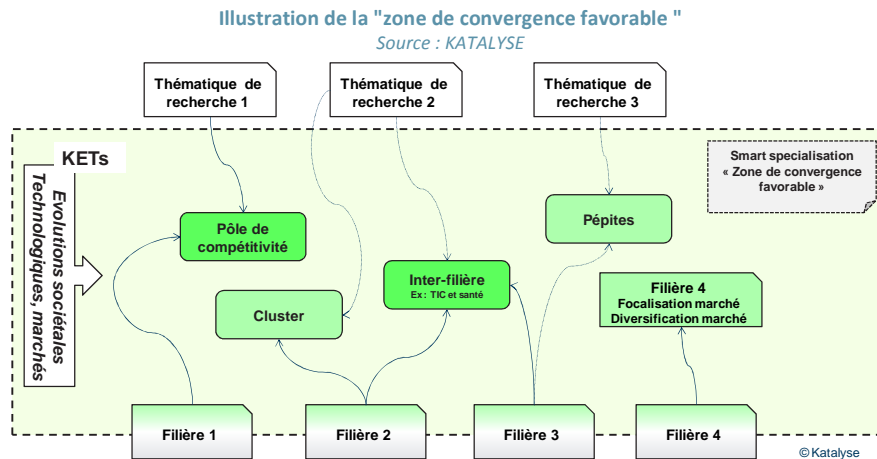 Illustration de la "zone de convergence favorable "
Source : KATALYSE
Thématique de
recherche 1
Thématique de
recherche 2
Thématique de
recherche 3
KETs
Evolutions sociétales
Technologiques, marchés
Smart specialisation
« Zone de convergence
favorable »
Pôle de
compétitivité
Pépites
Inter-filière
Ex : TIC et santé
Cluster
Filière 4
Focalisation marché
Diversification marché
Filière 1
Filière 2
Filière 3
Filière 4
© Katalyse